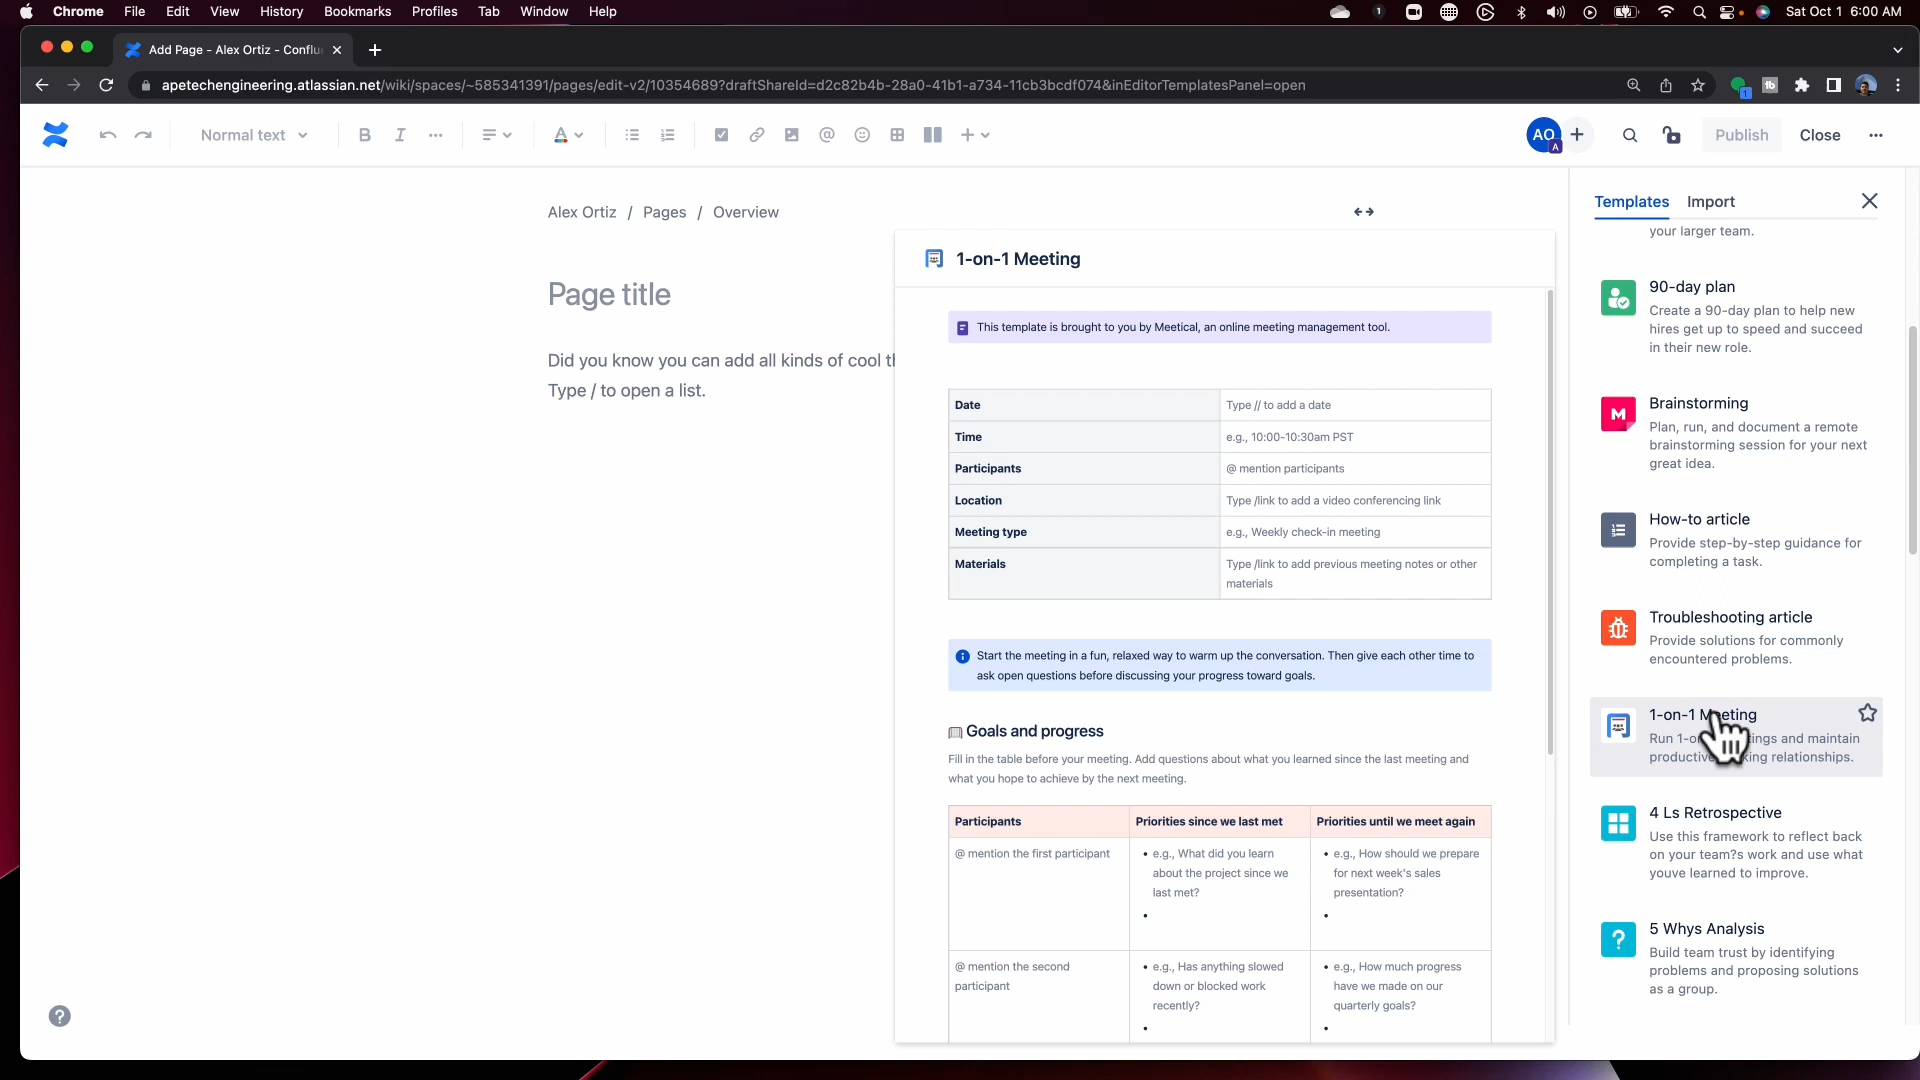 Chrome File Edit View History Bookmarks Profiles Tab Window Help
1 Sat Oct 1 6:00 AM
Add Page - Alex Ortiz - Conflu
apetechengineering.atlassian.net/wiki/spaces/~585341391/pages/edit-v2/10354689?draftShareId=d2c82b4b-28a0-41b1-a734-11cb3bcdf074&inEditorTemplatesPanel=open
1
tb
Normal text B I A @ AO A Publish Close
Alex Ortiz / Pages / Overview
Page title
Did you know you can add all kinds of cool
Type / to open a list.
1-on-1 Meeting
This template is brought to you by Meetical, an online meeting management tool.
Date Type // to add a date
Time e.g., 10:00-10:30am PST
Participants @ mention participants
Location Type /link to add a video conferencing link
Meeting type e.g., Weekly check-in meeting
Materials Type /link to add previous meeting notes or other
materials
Start the meeting in a fun, relaxed way to warm up the conversation. Then give each other time to
ask open questions before discussing your progress toward goals.
Goals and progress
Fill in the table before your meeting. Add questions about what you learned since the last meeting and
what you hope to achieve by the next meeting.
Participants Priorities since we last met Priorities until we meet again
@ mention the first participant
• e.g., What did you learn
about the project since we
last met?
•
• e.g., How should we prepare
for next week's sales
presentation?
•
@ mention the second
participant
• e.g., Has anything slowed
down or blocked work
recently?
•
• e.g., How much progress
have we made on our
quarterly goals?
•
Templates Import
your larger team.
90-day plan
Create a 90-day plan to help new
hires get up to speed and succeed
in their new role.
M
Brainstorming
Plan, run, and document a remote
brainstorming session for your next
great idea.
How-to article
Provide step-by-step guidance for
completing a task.
Troubleshooting article
Provide solutions for commonly
encountered problems.
1-on-1 Meeting
Run and maintain
relationships.
4 Ls Retrospective
Use this framework to reflect back
on your team?s work and use what
youve learned to improve.
?
5 Whys Analysis
Build team trust by identifying
problems and proposing solutions
as a group.
?